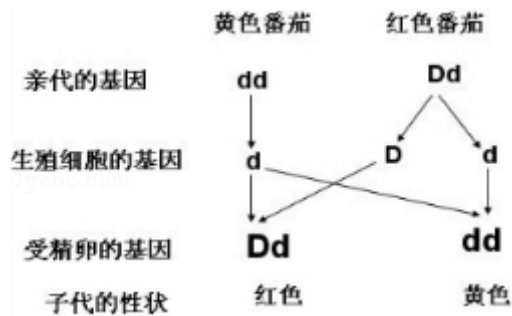 黄色番茄 红色番茄
亲代的基因 dd Dd
生殖细胞的基因 d D d
受精卵的基因 Dd dd
子代的性状 红色 黄色